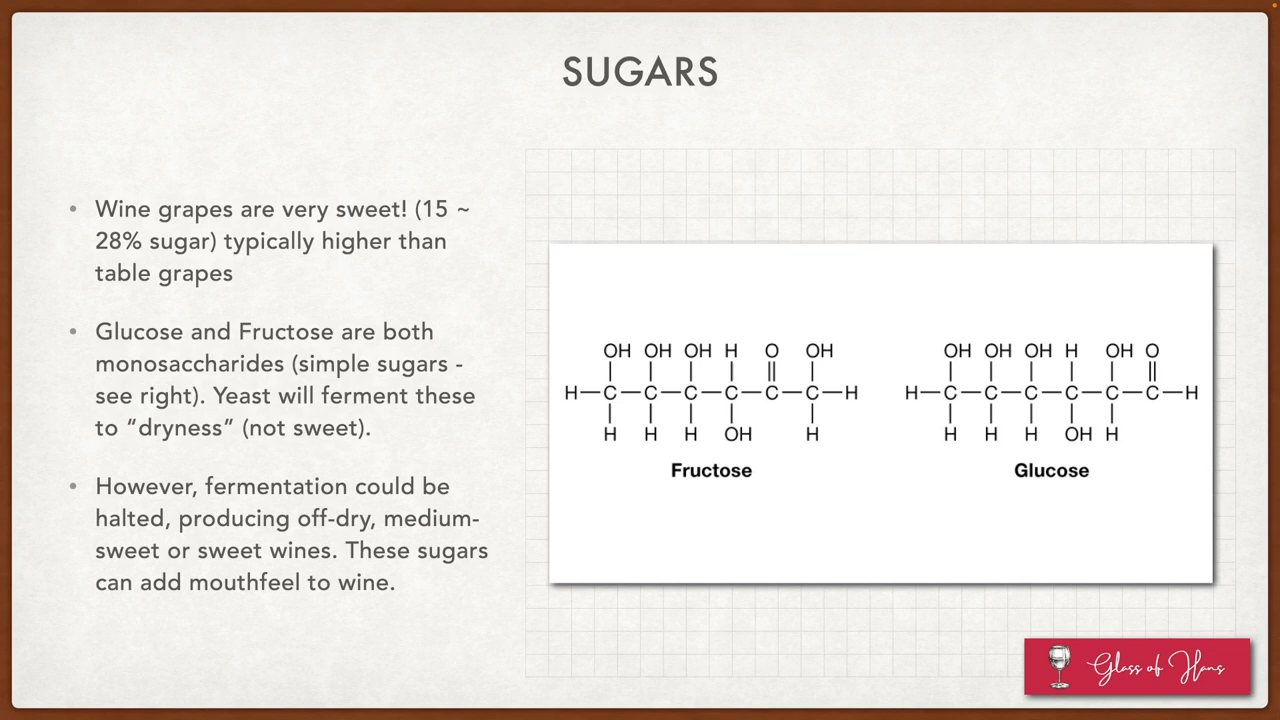 SUGARS
• Wine grapes are very sweet! (15 ~
28% sugar) typically higher than
table grapes
• Glucose and Fructose are both
monosaccharides (simple sugars -
see right). Yeast will ferment these
to “dryness” (not sweet).
• However, fermentation could be
halted, producing off-dry, medium-
sweet or sweet wines. These sugars
can add mouthfeel to wine.
OH OH OH H O OH
H—C—C—C—C—C—C—H
H H H OH H
Fructose
OH OH OH H OH O
H—C—C—C—C—C—C—H
H H H OH H
Glucose
Glass of Hans